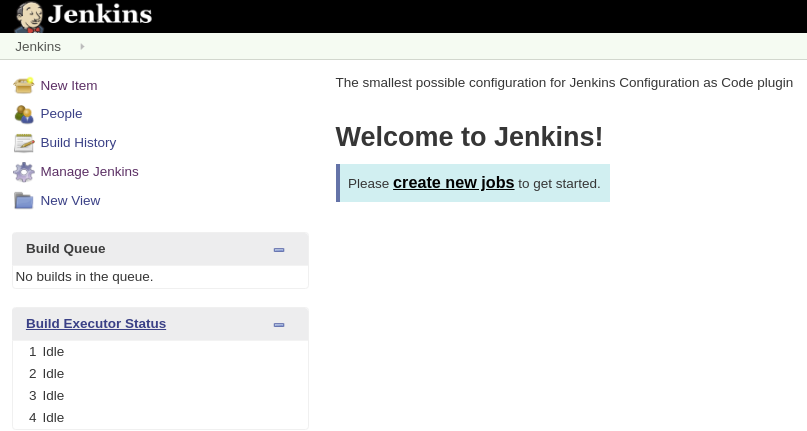 Jenkins
Jenkins
New Item
People
Build History
Manage Jenkins
New View
Build Queue
No builds in the queue.
Build Executor Status
1 Idle
2 Idle
3 Idle
4 Idle
The smallest possible configuration for Jenkins Configuration as Code plugin
Welcome to Jenkins!
Please create new jobs to get started.